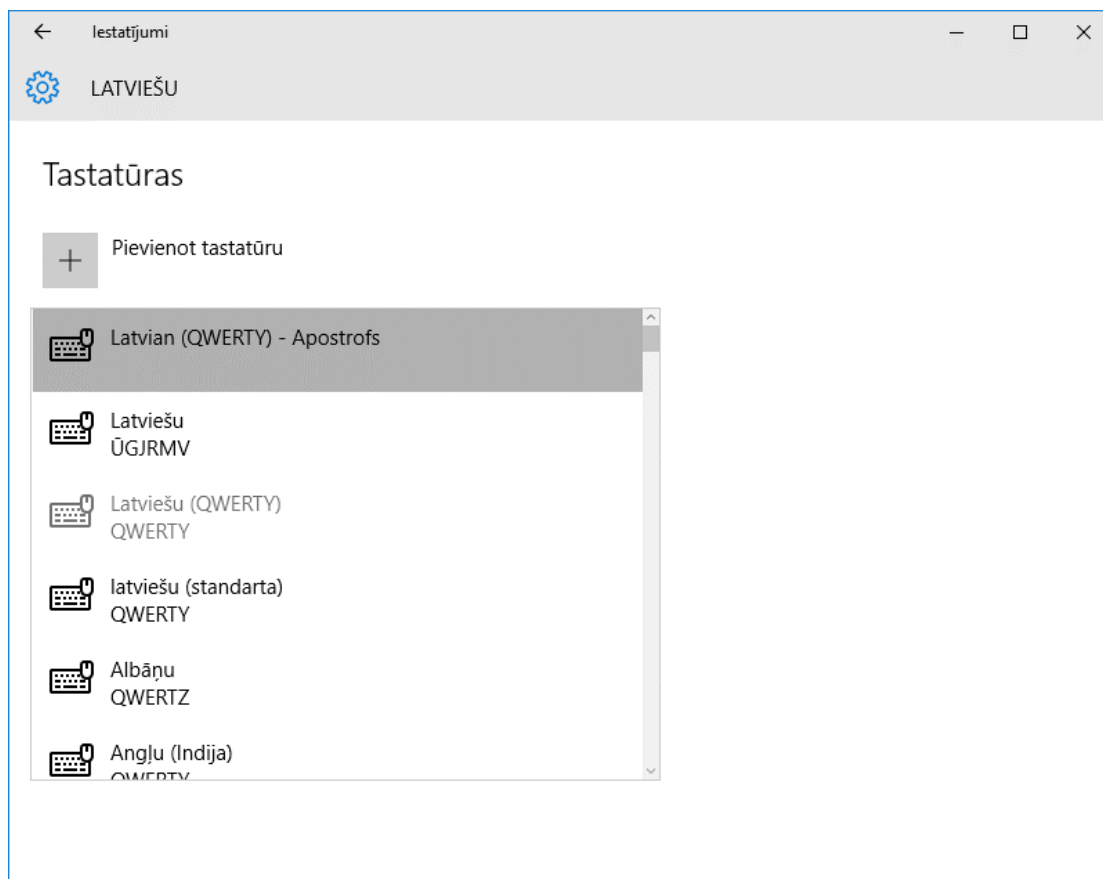 Iestatījumi
LATVIEŠU
Tastatūras
Pievienot tastatūru
Latvian (QWERTY) - Apostrofs
Latviešu
ŪGJRMV
Latviešu (QWERTY)
QWERTY
latviešu (standarta)
QWERTY
Albāņu
QWERTZ
Angļu (Indija)
QWERTY